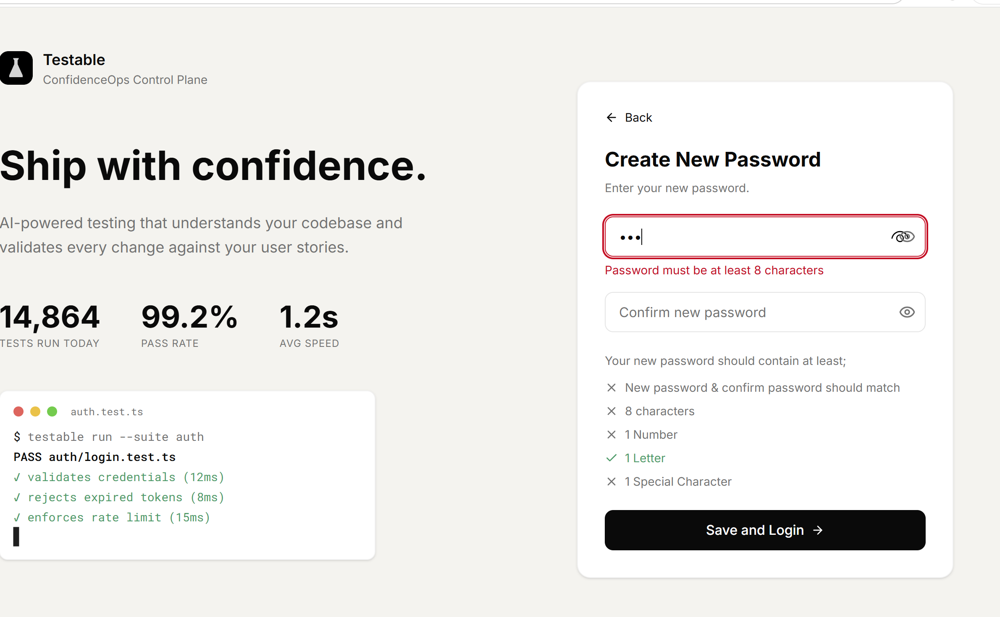 Testable
ConfidenceOps Control Plane
Ship with confidence.
AI-powered testing that understands your codebase and
validates every change against your user stories.
14,864
TESTS RUN TODAY
99.2%
PASS RATE
1.2s
AVG SPEED
auth.test.ts
$ testable run --suite auth
PASS auth/login.test.ts
✓ validates credentials (12ms)
✓ rejects expired tokens (8ms)
✓ enforces rate limit (15ms)
← Back
Create New Password
Enter your new password.
•••
Password must be at least 8 characters
Confirm new password
Your new password should contain at least;
New password & confirm password should match
8 characters
1 Number
1 Letter
1 Special Character
Save and Login →